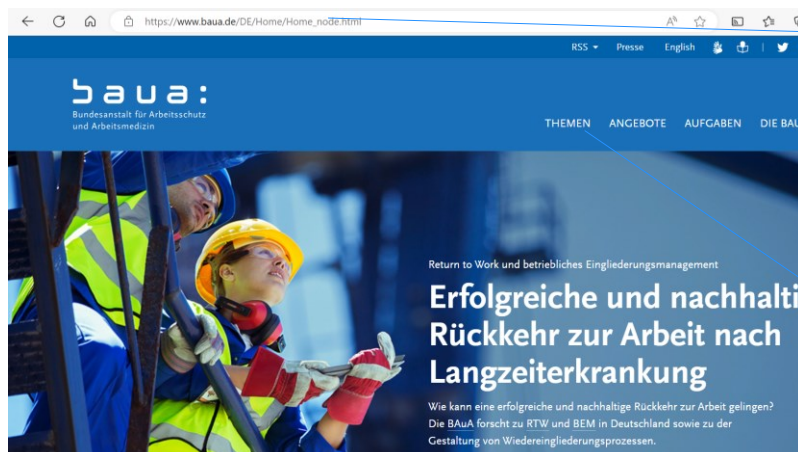 https://www.baua.de/DE/Home/Home_node.html
RSS Presse English
baua:
Bundesanstalt für Arbeitsschutz
und Arbeitsmedizin
THEMEN ANGEBOTE AUFGABEN DIE BAU
Return to Work und betriebliches Eingliederungsmanagement
Erfolgreiche und nachhalti
Rückkehr zur Arbeit nach
Langzeiterkrankung
Wie kann eine erfolgreiche und nachhaltige Rückkehr zur Arbeit gelingen?
Die BAuA forscht zu RTW und BEM in Deutschland sowie zu der
Gestaltung von Wiedereingliederungsprozessen.